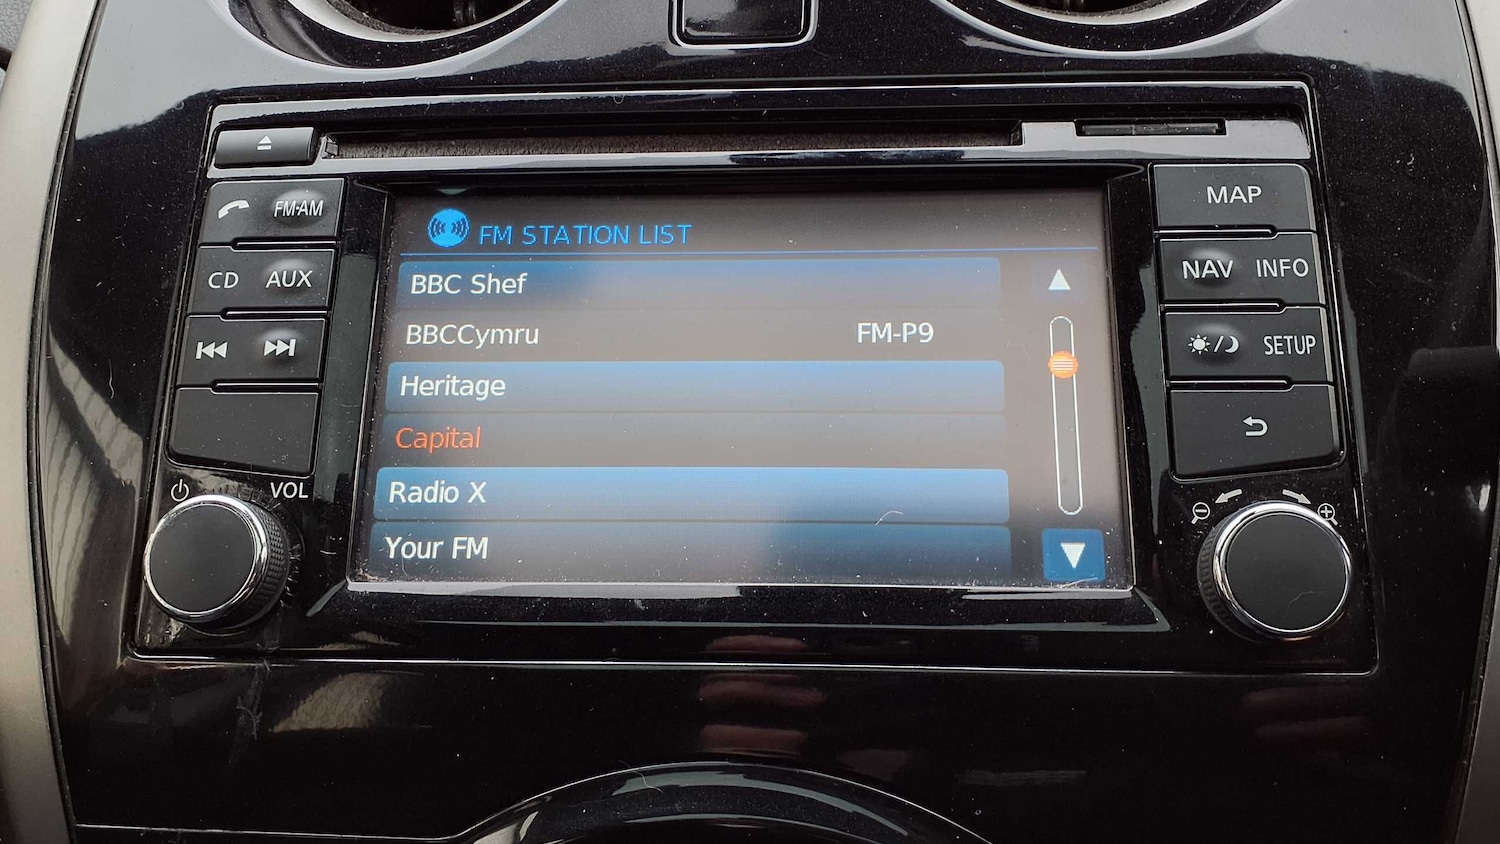 FM·AM
CD AUX
VOL
FM STATION LIST
BBC Shef
BBCCymru FM-P9
Heritage
Capital
Radio X
Your FM
MAP
NAV INFO
SETUP